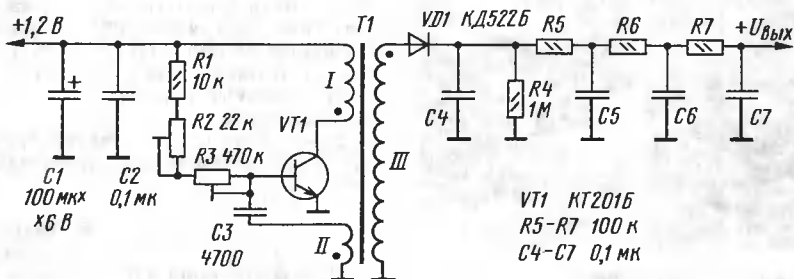 +1,2 В
C1
100 мкх
х6 В
C2
0,1 мк
R1
10 к
R2 22 к
R3 470 к
C3
4700
VT1
I
II
T1
III
VD1 КД522Б
C4
R4
1М
R5
C5
R6
C6
R7
C7
+Uвых
VT1 КТ201Б
R5-R7 100 к
C4-C7 0,1 мк